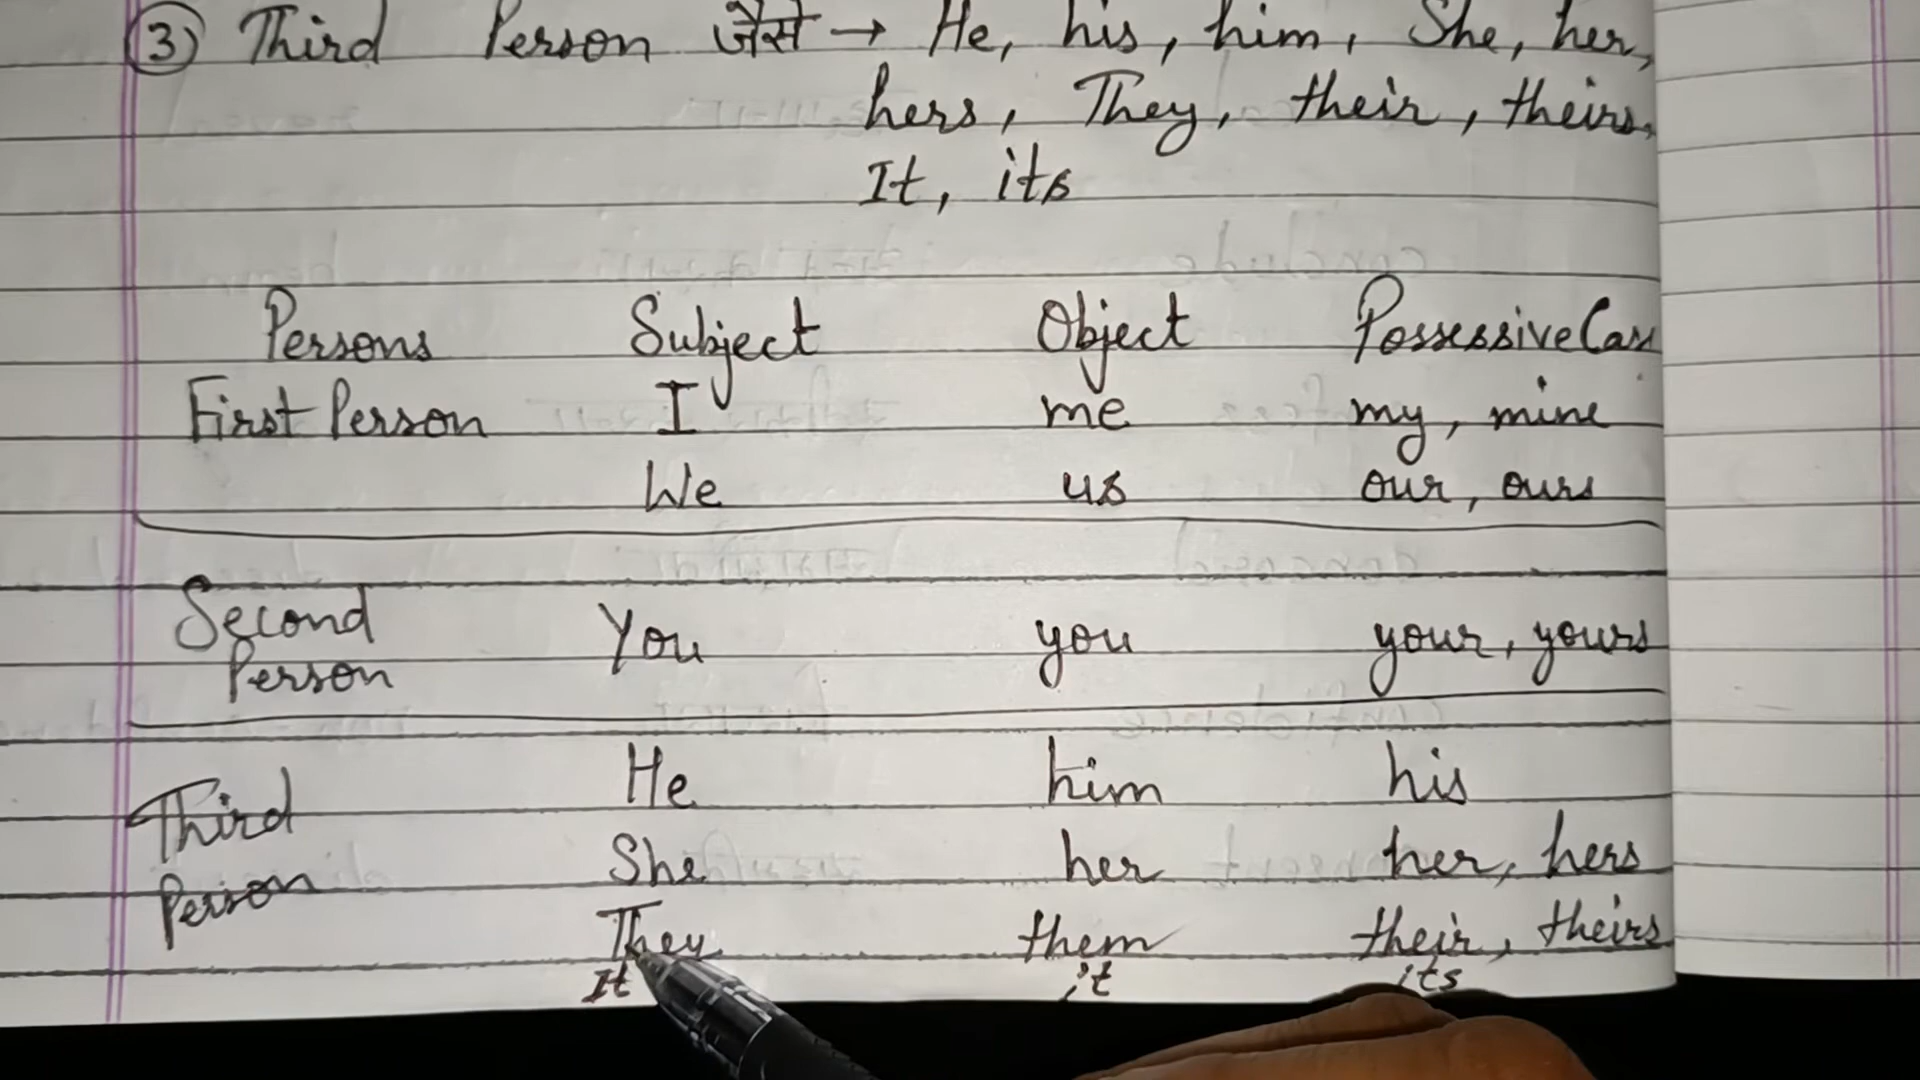 ③ Third Person जैसे → He, his, him, She, her,
hers, They, their, theirs,
It, its
Persons Subject Object Possessive Cas
First Person I me my, mine
We us our, ours
Second Person You you your, yours
Third Person He him his
She her her, hers
They them their, theirs
It it its